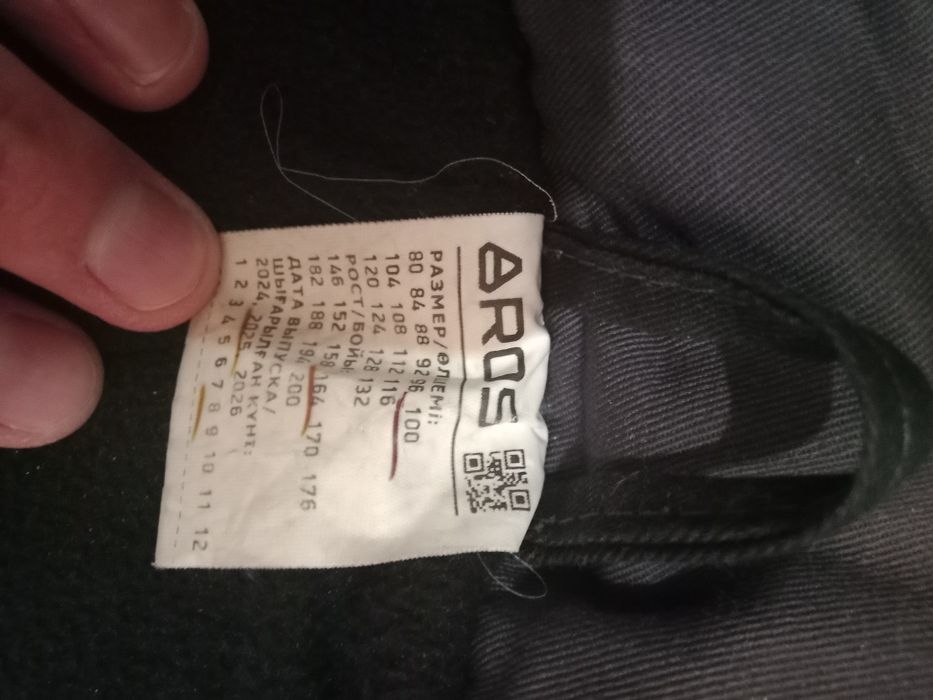 AROS
РАЗМЕР/ӨЛШЕМІ:
80 84 88 92 96 100
104 108 112 116
120 124 128 132
РОСТ/БОЙЫ
146 152 158 164 170 176
182 188 194 200
ДАТА ВЫПУСКА/
ШЫҒАРЫЛҒАН КҮНІ:
2024, 2025 2026
1 2 3 4 5 6 7 8 9 10 11 12